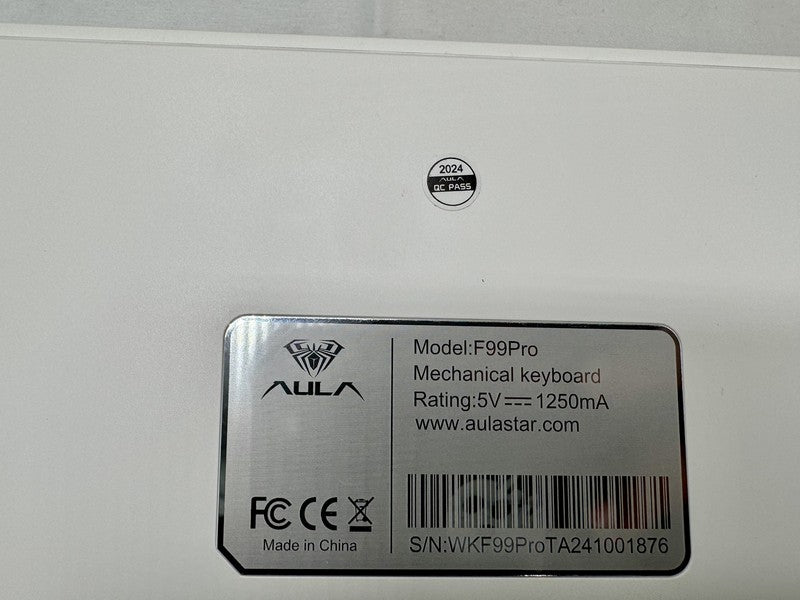 2024
AULA
QC PASS
AULA
Model:F99Pro
Mechanical keyboard
Rating:5V⎓1250mA
www.aulastar.com
FC CE
Made in China
S/N:WKF99ProTA241001876